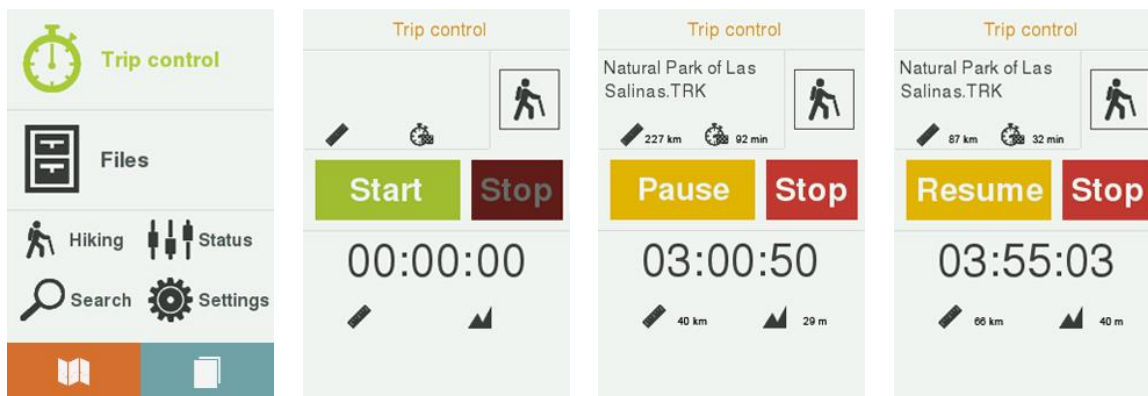 Trip control
Files
Hiking
Status
Search
Settings
Trip control
Start
Stop
00:00:00
Trip control
Natural Park of Las
Salinas.TRK
227 km
92 min
Pause
Stop
03:00:50
40 km
29 m
Trip control
Natural Park of Las
Salinas.TRK
87 km
32 min
Resume
Stop
03:55:03
66 km
40 m